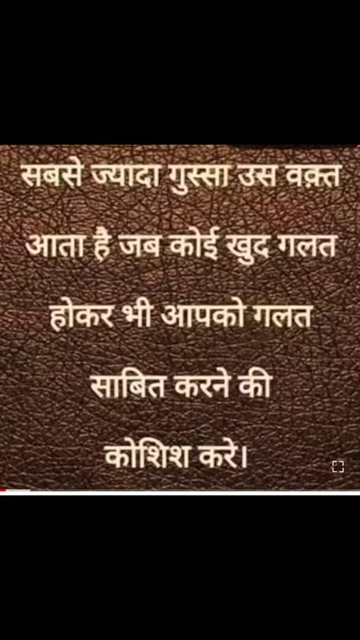 सबसे ज्यादा गुस्सा उस वक़्त
आता है जब कोई खुद गलत
होकर भी आपको गलत
साबित करने की
कोशिश करे।